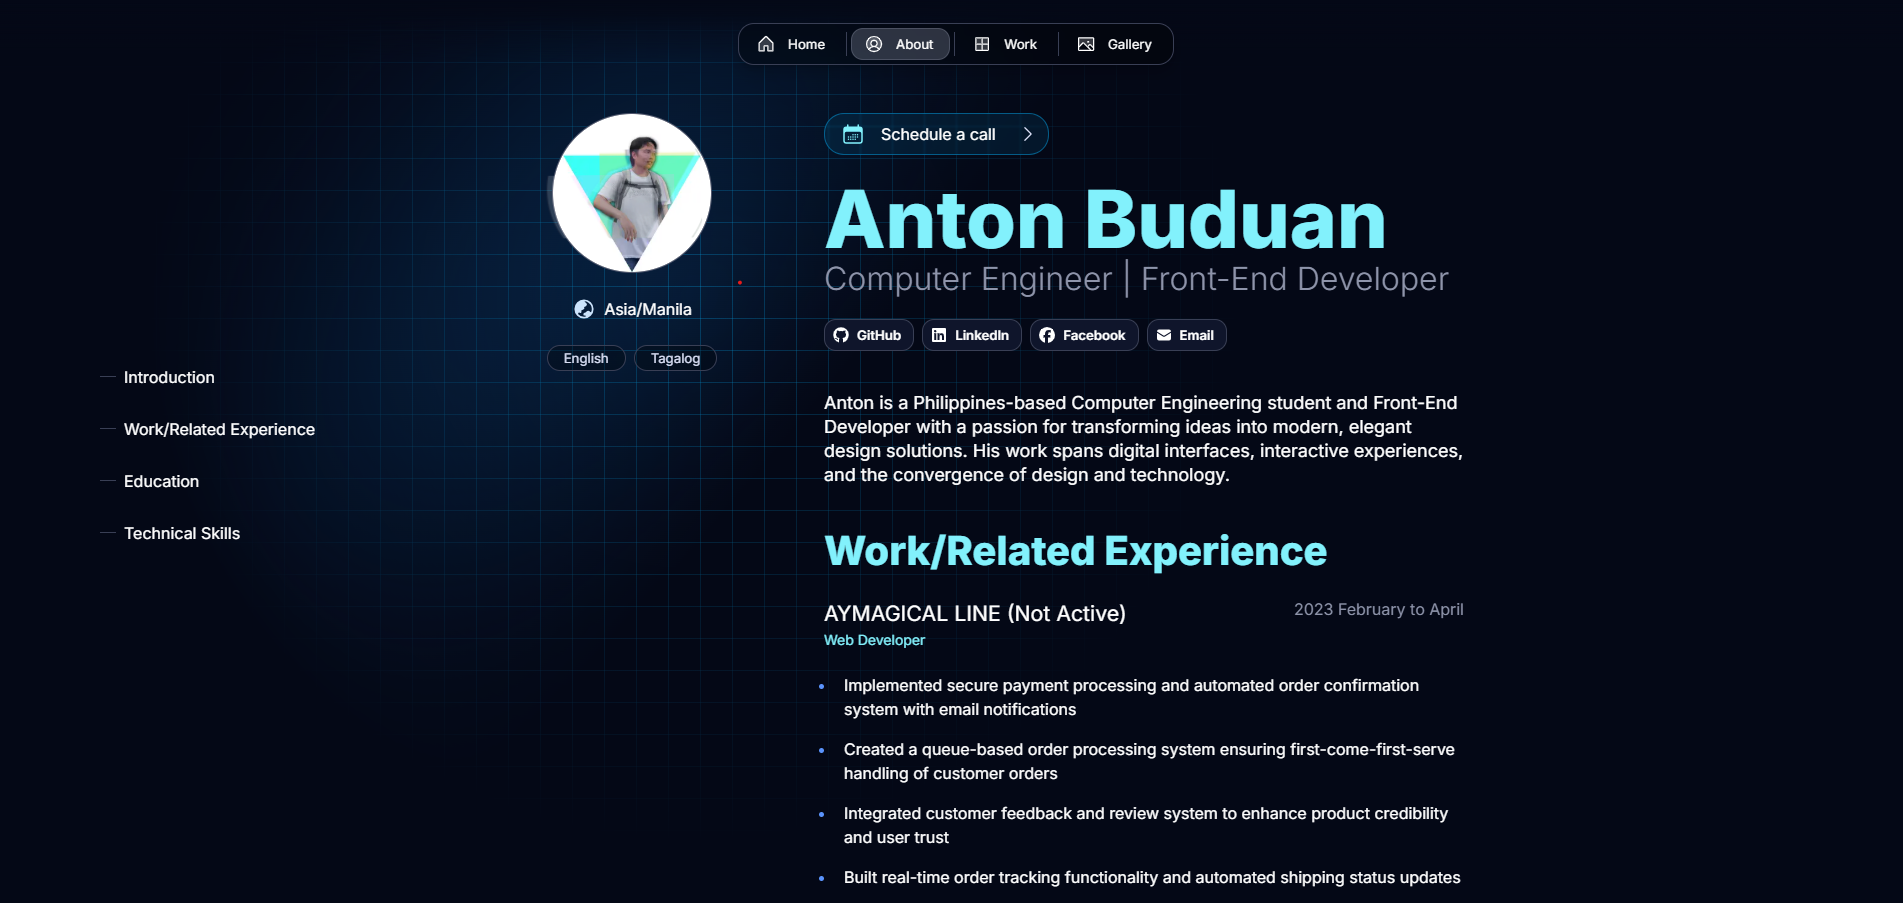 Home
About
Work
Gallery
Schedule a call
Anton Buduan
Computer Engineer | Front-End Developer
Asia/Manila
GitHub
LinkedIn
Facebook
Email
English
Tagalog
Introduction
Work/Related Experience
Education
Technical Skills
Anton is a Philippines-based Computer Engineering student and Front-End
Developer with a passion for transforming ideas into modern, elegant
design solutions. His work spans digital interfaces, interactive experiences,
and the convergence of design and technology.
Work/Related Experience
AYMAGICAL LINE (Not Active)
2023 February to April
Web Developer
Implemented secure payment processing and automated order confirmation
system with email notifications
Created a queue-based order processing system ensuring first-come-first-serve
handling of customer orders
Integrated customer feedback and review system to enhance product credibility
and user trust
Built real-time order tracking functionality and automated shipping status updates